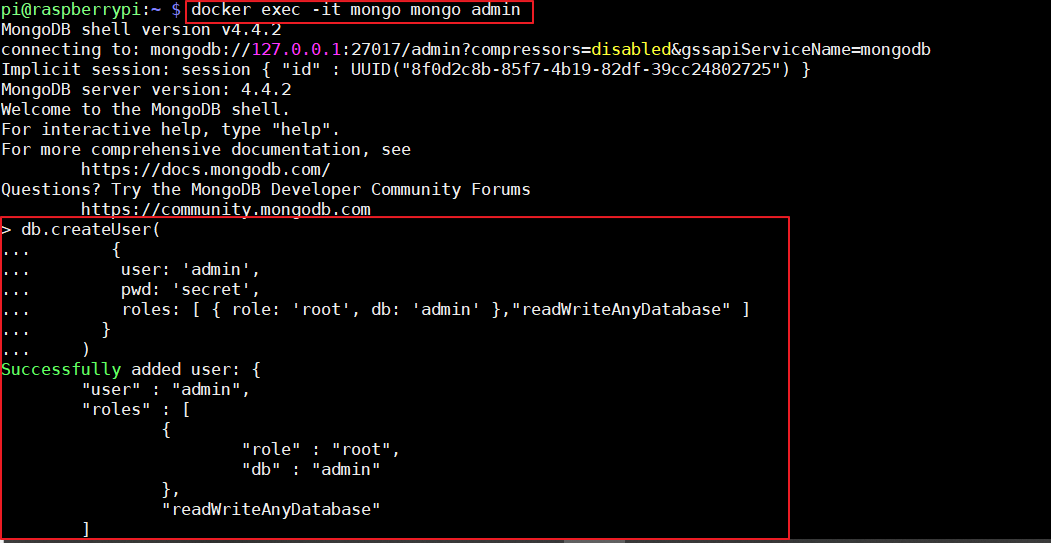 pi@raspberrypi:~ $ docker exec -it mongo mongo admin
MongoDB shell version v4.4.2
connecting to: mongodb://127.0.0.1:27017/admin?compressors=disabled&gssapiServiceName=mongodb
Implicit session: session { "id" : UUID("8f0d2c8b-85f7-4b19-82df-39cc24802725") }
MongoDB server version: 4.4.2
Welcome to the MongoDB shell.
For interactive help, type "help".
For more comprehensive documentation, see
        https://docs.mongodb.com/
Questions? Try the MongoDB Developer Community Forums
        https://community.mongodb.com
> db.createUser(
...        {
...         user: 'admin',
...         pwd: 'secret',
...         roles: [ { role: 'root', db: 'admin' },"readWriteAnyDatabase" ]
...       }
...     )
Successfully added user: {
        "user" : "admin",
        "roles" : [
                {
                        "role" : "root",
                        "db" : "admin"
                },
                "readWriteAnyDatabase"
        ]